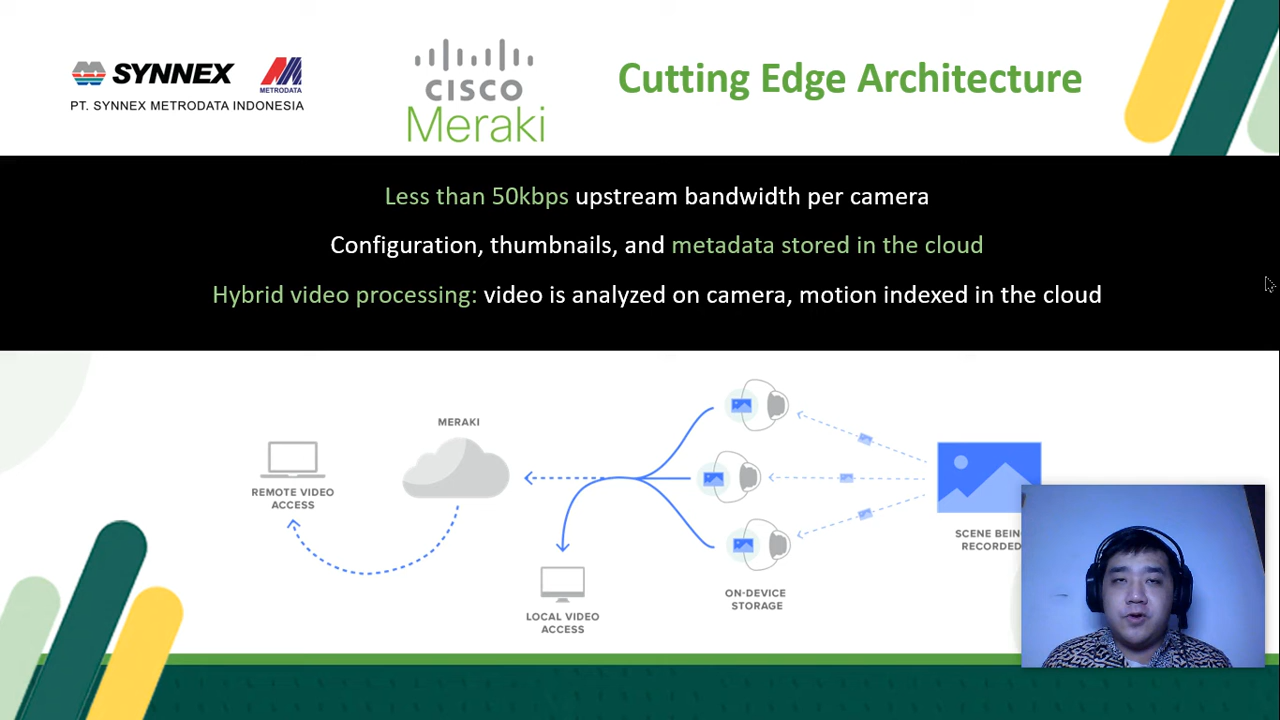 SYNNEX
METRODATA
PT. SYNNEX METRODATA INDONESIA
CISCO
Meraki
Cutting Edge Architecture
Less than 50kbps upstream bandwidth per camera
Configuration, thumbnails, and metadata stored in the cloud
Hybrid video processing: video is analyzed on camera, motion indexed in the cloud
MERAKI
REMOTE VIDEO
ACCESS
LOCAL VIDEO
ACCESS
ON-DEVICE
STORAGE
SCENE BEING
RECORDED